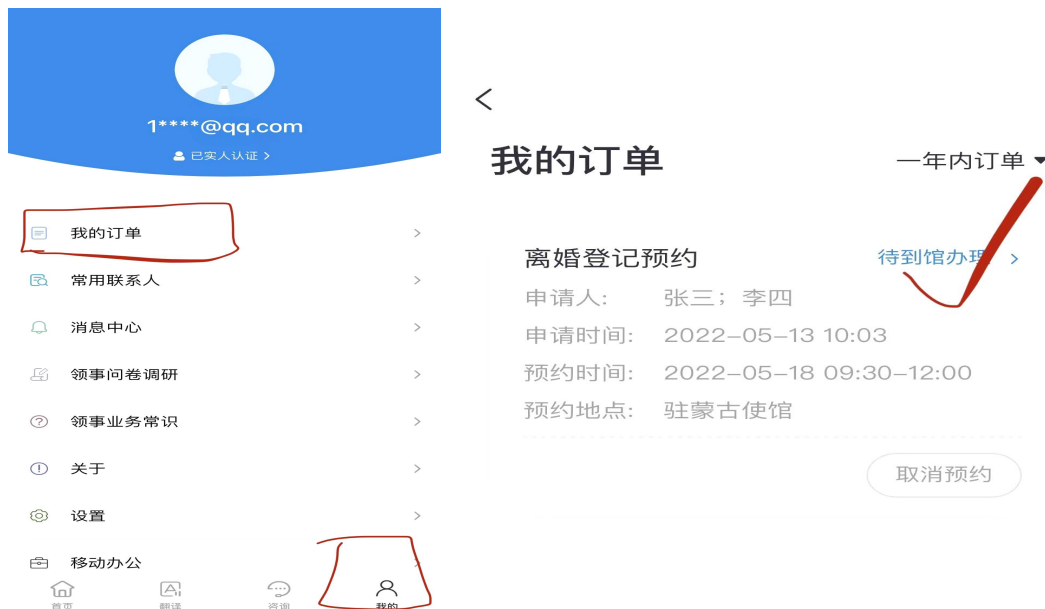 1****@qq.com
已实人认证 >
我的订单
常用联系人
消息中心
领事问卷调研
领事业务常识
关于
设置
移动办公
首页 翻译 咨询 我的
我的订单
一年内订单
离婚登记预约 待到馆办理 >
申请人: 张三；李四
申请时间: 2022-05-13 10:03
预约时间: 2022-05-18 09:30-12:00
预约地点: 驻蒙古使馆
取消预约